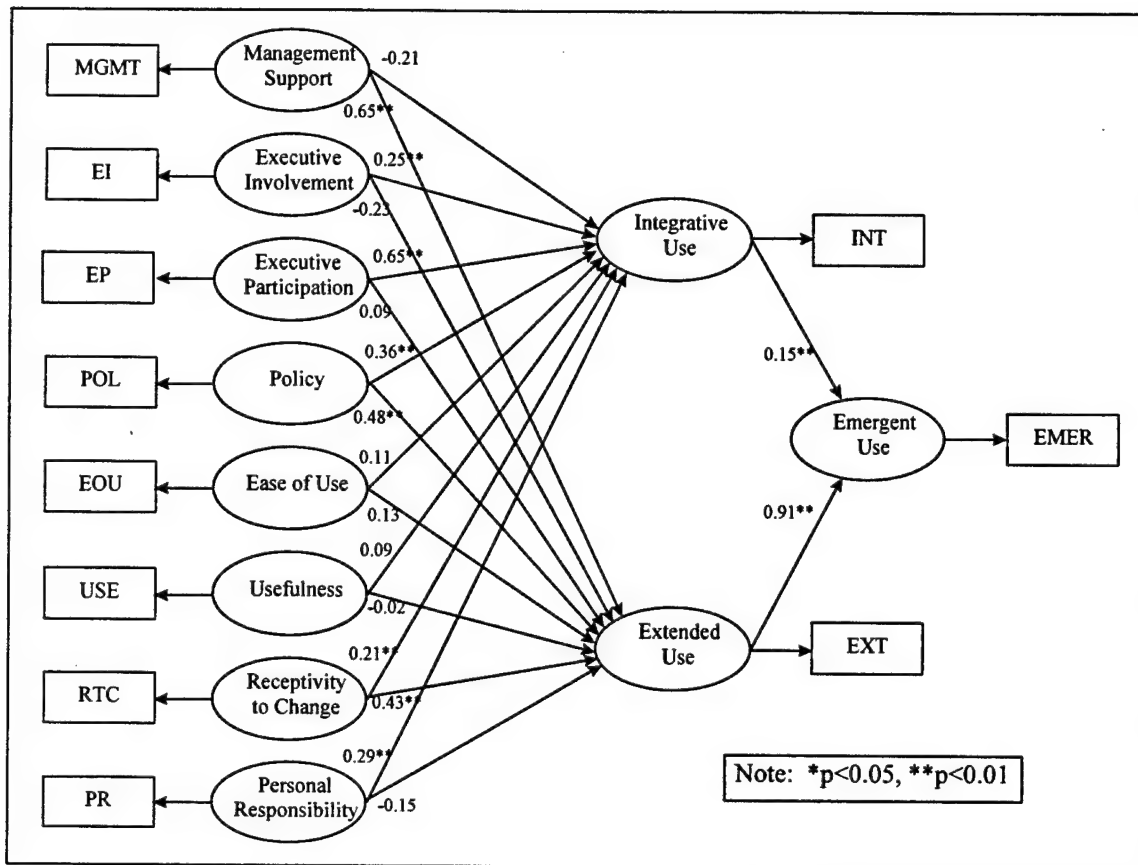 MGMT
Management
Support
-0.21
0.65**
EI
Executive
Involvement
0.25**
-0.23
EP
Executive
Participation
0.65**
0.09
POL
Policy
0.36**
0.48**
EOU
Ease of Use
0.11
0.13
USE
Usefulness
0.09
-0.02
RTC
Receptivity
to Change
0.21**
0.43**
PR
Personal
Responsibility
0.29**
-0.15
Integrative
Use
INT
0.15**
Emergent
Use
EMER
0.91**
Extended
Use
EXT
Note: *p<0.05, **p<0.01